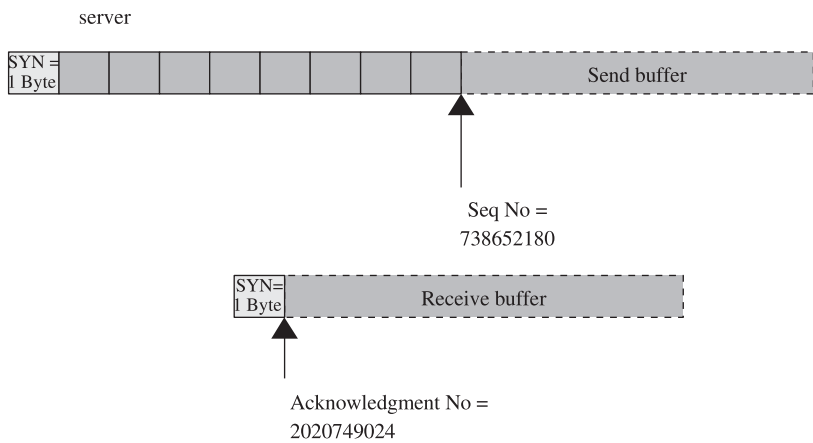 server
SYN =
1 Byte
Send buffer
Seq No =
738652180
SYN=
1 Byte
Receive buffer
Acknowledgment No =
2020749024